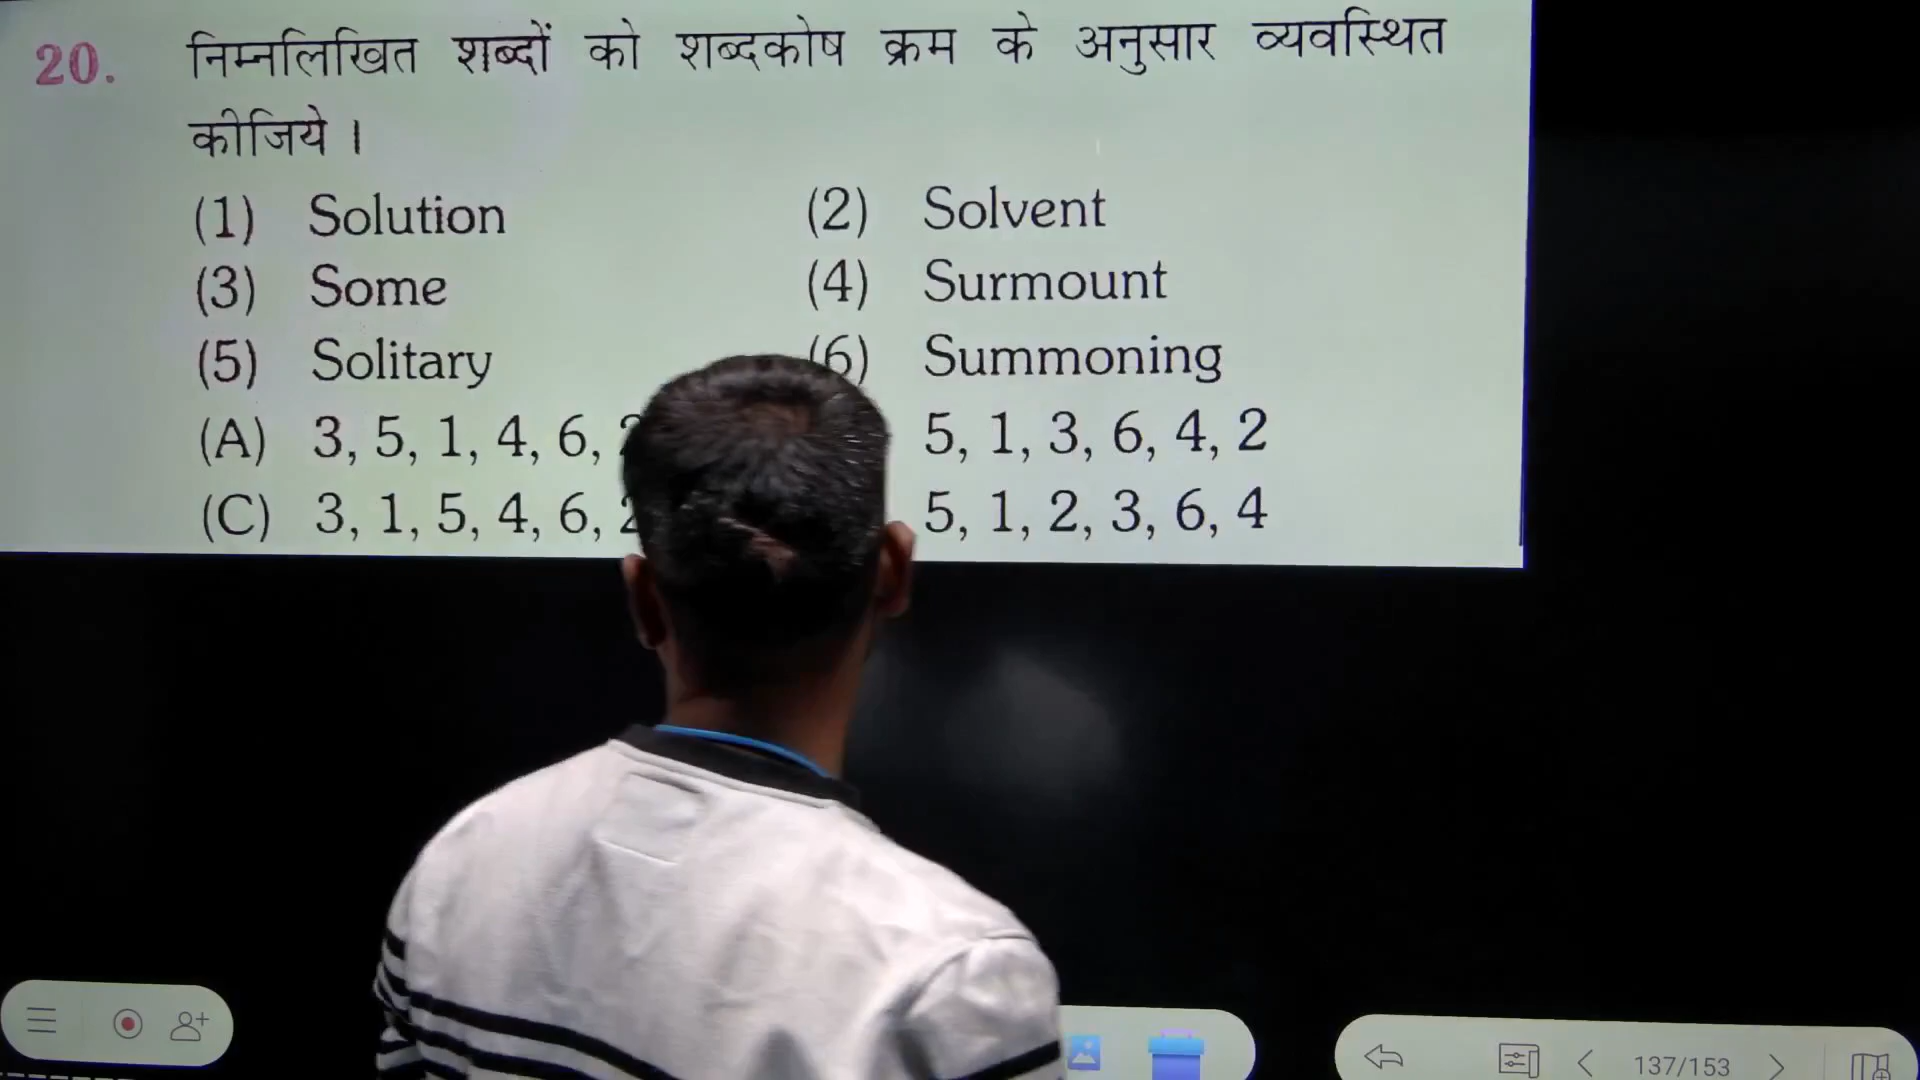 20. निम्नलिखित शब्दों को शब्दकोष क्रम के अनुसार व्यवस्थित
कीजिये ।
(1) Solution (2) Solvent
(3) Some (4) Surmount
(5) Solitary (6) Summoning
(A) 3, 5, 1, 4, 6, 5, 1, 3, 6, 4, 2
(C) 3, 1, 5, 4, 6, 5, 1, 2, 3, 6, 4
137/153